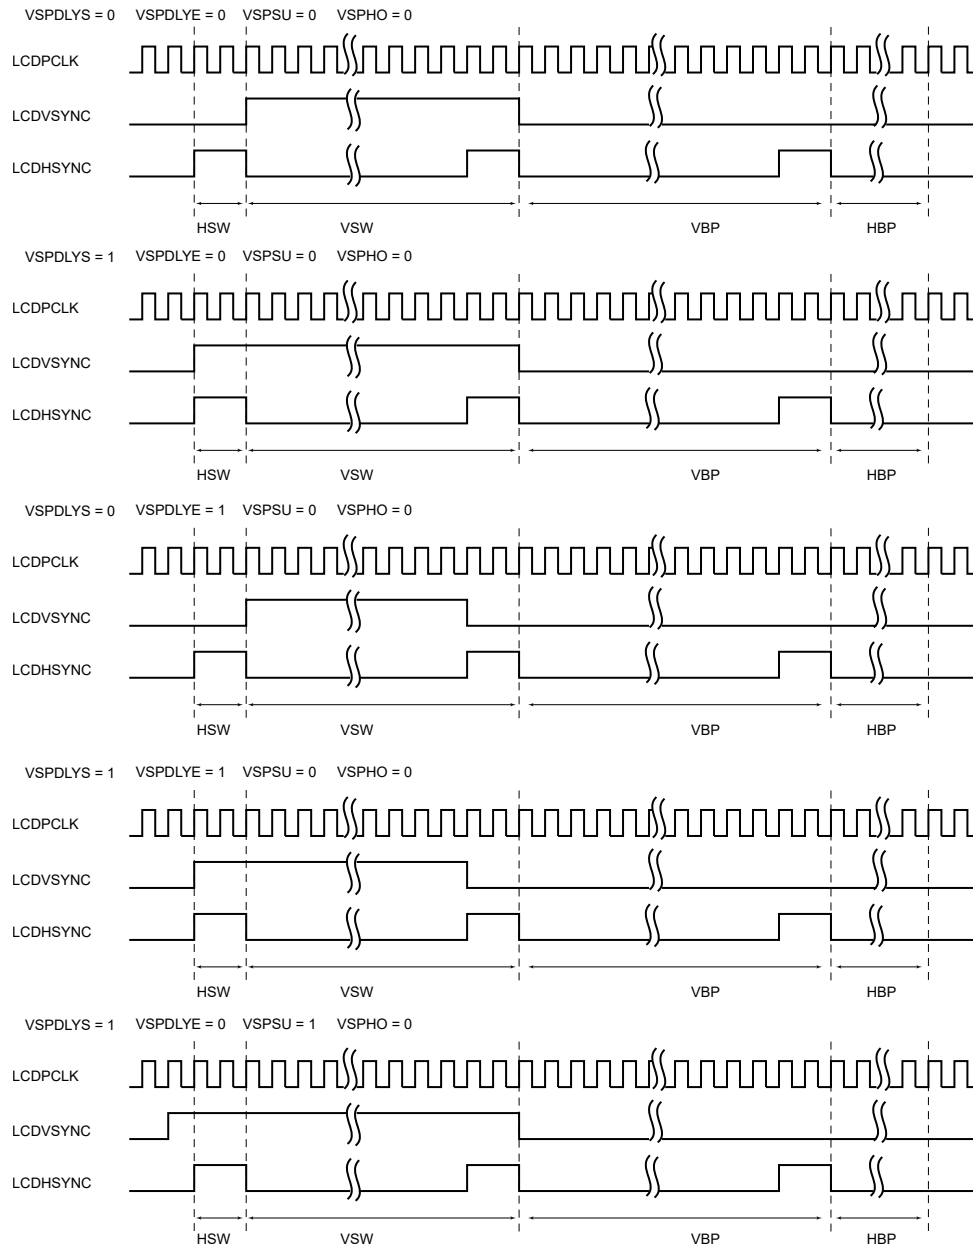 VSPDLYS = 0 VSPDLYE = 0 VSPSU = 0 VSPHO = 0
LCDPCLK
LCDVSYNC
LCDHSYNC
HSW VSW VBP HBP
VSPDLYS = 1 VSPDLYE = 0 VSPSU = 0 VSPHO = 0
LCDPCLK
LCDVSYNC
LCDHSYNC
HSW VSW VBP HBP
VSPDLYS = 0 VSPDLYE = 1 VSPSU = 0 VSPHO = 0
LCDPCLK
LCDVSYNC
LCDHSYNC
HSW VSW VBP HBP
VSPDLYS = 1 VSPDLYE = 1 VSPSU = 0 VSPHO = 0
LCDPCLK
LCDVSYNC
LCDHSYNC
HSW VSW VBP HBP
VSPDLYS = 1 VSPDLYE = 0 VSPSU = 1 VSPHO = 0
LCDPCLK
LCDVSYNC
LCDHSYNC
HSW VSW VBP HBP